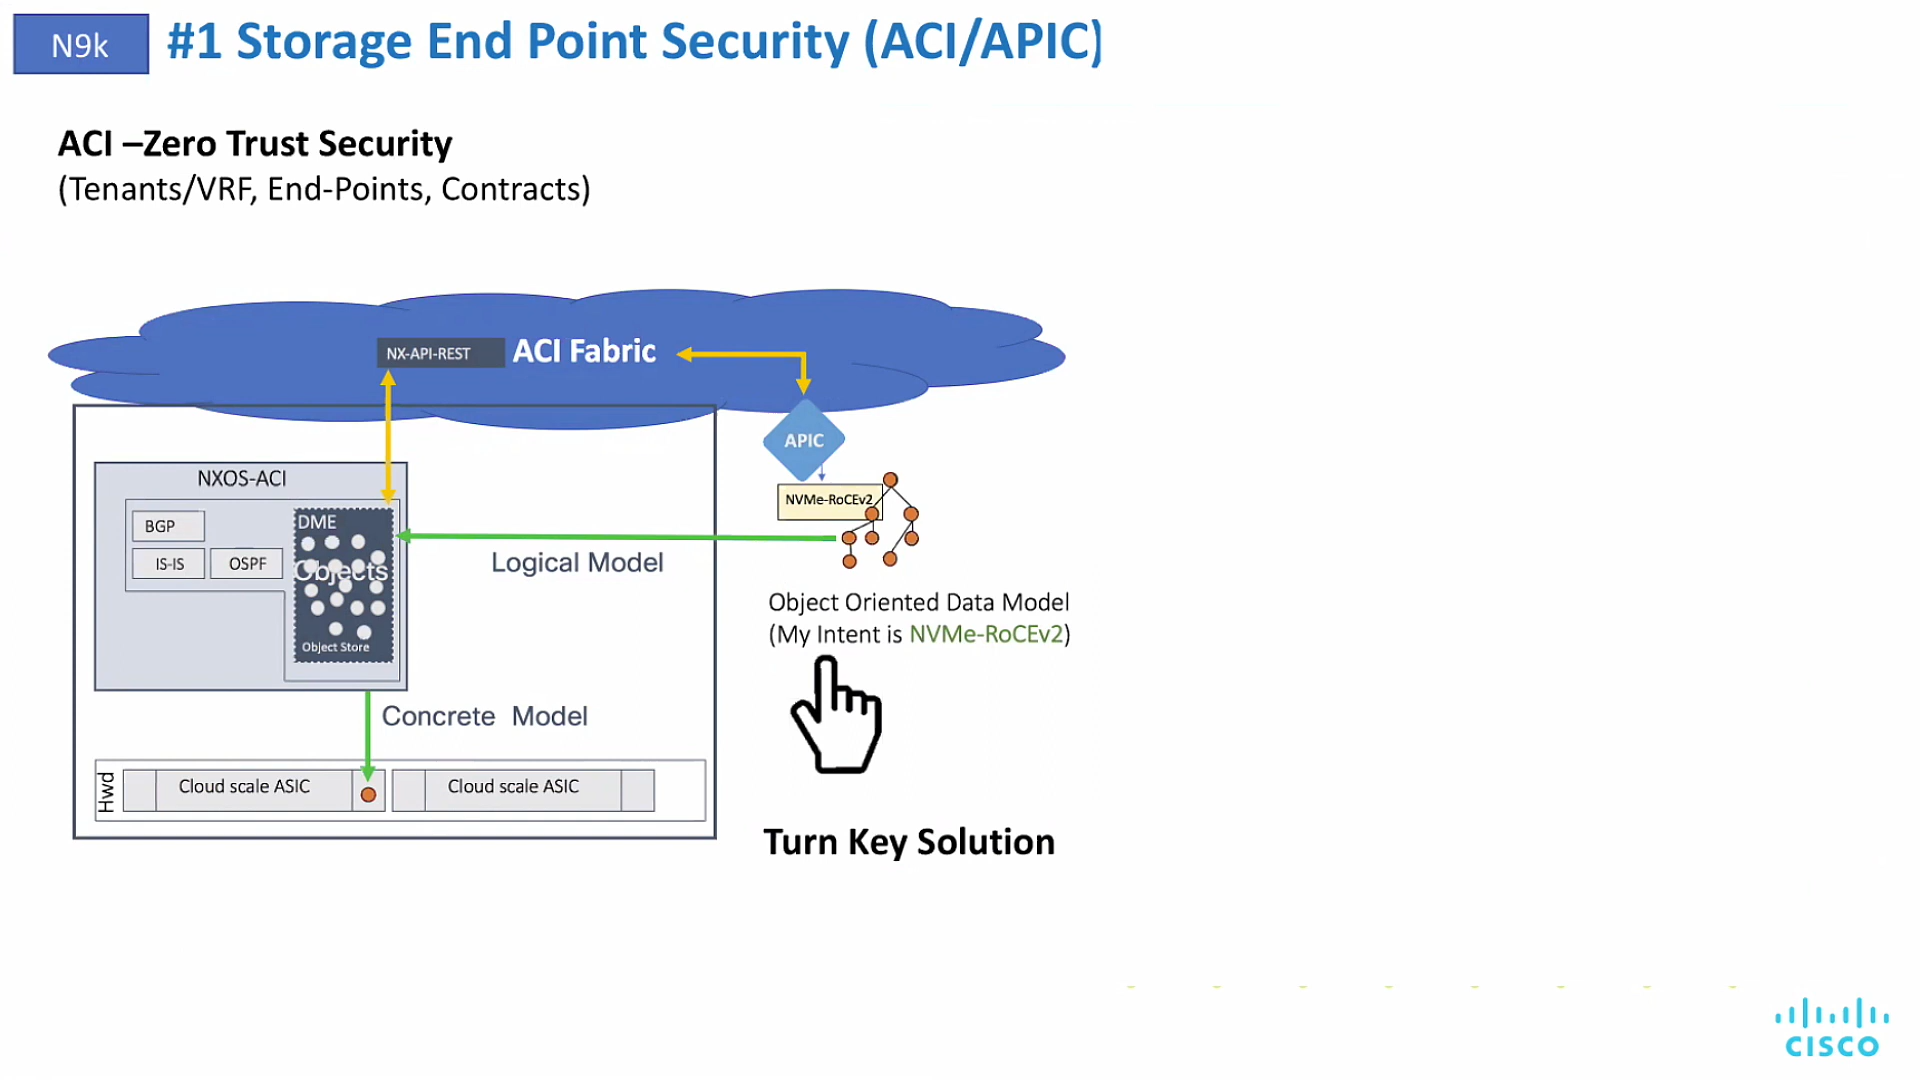 N9k
#1 Storage End Point Security (ACI/APIC)
ACI –Zero Trust Security
(Tenants/VRF, End-Points, Contracts)
NX-API-REST
ACI Fabric
APIC
NVMe-RoCEv2
NXOS-ACI
BGP
IS-IS
OSPF
DME
Objects
Object Store
Logical Model
Object Oriented Data Model
(My Intent is NVMe-RoCEv2)
Concrete Model
Hwd
Cloud scale ASIC
Cloud scale ASIC
Turn Key Solution
CISCO